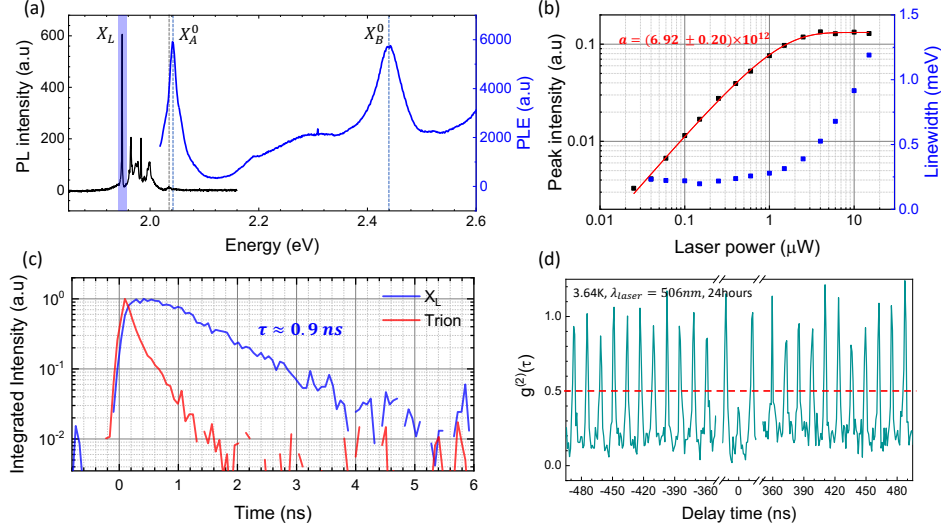 (a)
X_L
X_A^0
X_B^0
600
400
200
0
PL intensity (a.u)
6000
4000
2000
0
PLE (a.u)
2.0
2.2
2.4
2.6
Energy (eV)
(b)
a = (6.92 ± 0.20)×10^12
0.1
0.01
Peak intensity (a.u)
1.5
1.0
0.5
0.0
Linewidth (meV)
0.01
0.1
1
10
Laser power (μW)
(c)
X_L
Trion
τ ≈ 0.9 ns
10^0
10^-1
10^-2
Integrated Intensity (a.u)
0 1 2 3 4 5 6
Time (ns)
(d)
3.64K, λ_laser = 506nm, 24hours
1.0
0.5
0.0
g^(2)(τ)
-480 -450 -420 -390 -360 0 360 390 420 450 480
Delay time (ns)